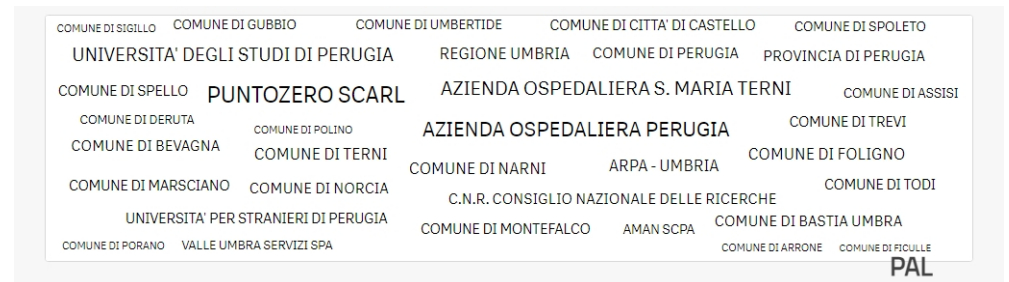 COMUNE DI SIGILLO COMUNE DI GUBBIO COMUNE DI UMBERTIDE COMUNE DI CITTA' DI CASTELLO COMUNE DI SPOLETO
UNIVERSITA' DEGLI STUDI DI PERUGIA REGIONE UMBRIA COMUNE DI PERUGIA PROVINCIA DI PERUGIA
COMUNE DI SPELLO PUNTOZERO SCARL AZIENDA OSPEDALIERA S. MARIA TERNI COMUNE DI ASSISI
COMUNE DI DERUTA COMUNE DI POLINO AZIENDA OSPEDALIERA PERUGIA COMUNE DI TREVI
COMUNE DI BEVAGNA COMUNE DI TERNI COMUNE DI NARNI ARPA - UMBRIA COMUNE DI FOLIGNO
COMUNE DI MARSCIANO COMUNE DI NORCIA C.N.R. CONSIGLIO NAZIONALE DELLE RICERCHE COMUNE DI TODI
UNIVERSITA' PER STRANIERI DI PERUGIA COMUNE DI MONTEFALCO AMAN SCPA COMUNE DI BASTIA UMBRA
COMUNE DI PORANO VALLE UMBRA SERVIZI SPA COMUNE DI ARRONE COMUNE DI FICULLE
PAL